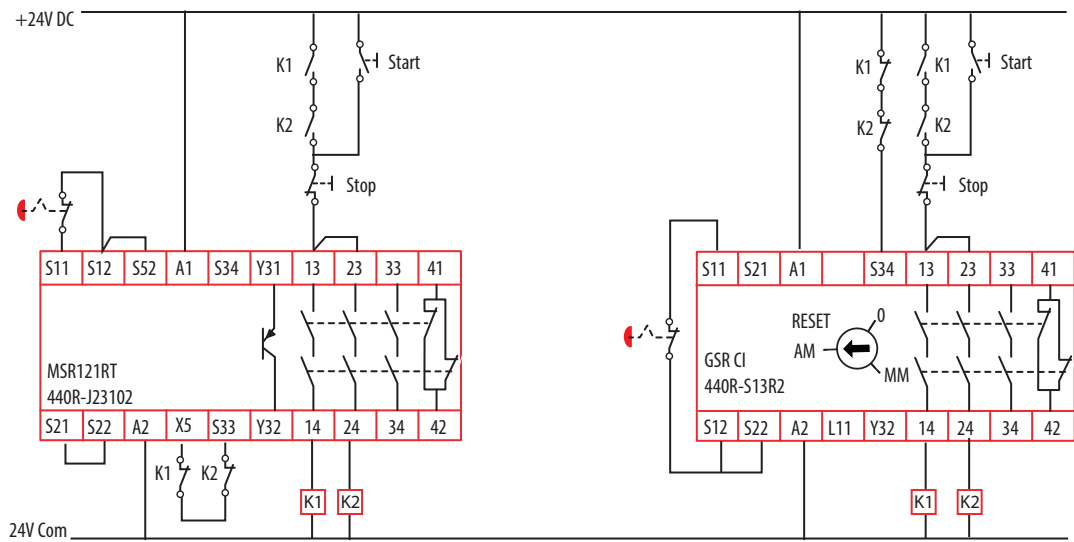 +24V DC
K1 Start K1 K1 Start
K2 K2 K2
Stop Stop
S11 S12 S52 A1 S34 Y31 13 23 33 41
S11 S21 A1 S34 13 23 33 41
RESET 0
AM
MM
MSR121RT
440R-J23102
GSR CI
440R-S13R2
S21 S22 A2 X5 S33 Y32 14 24 34 42
S12 S22 A2 L11 Y32 14 24 34 42
K1 K2 K1 K2 K1 K2
24V Com